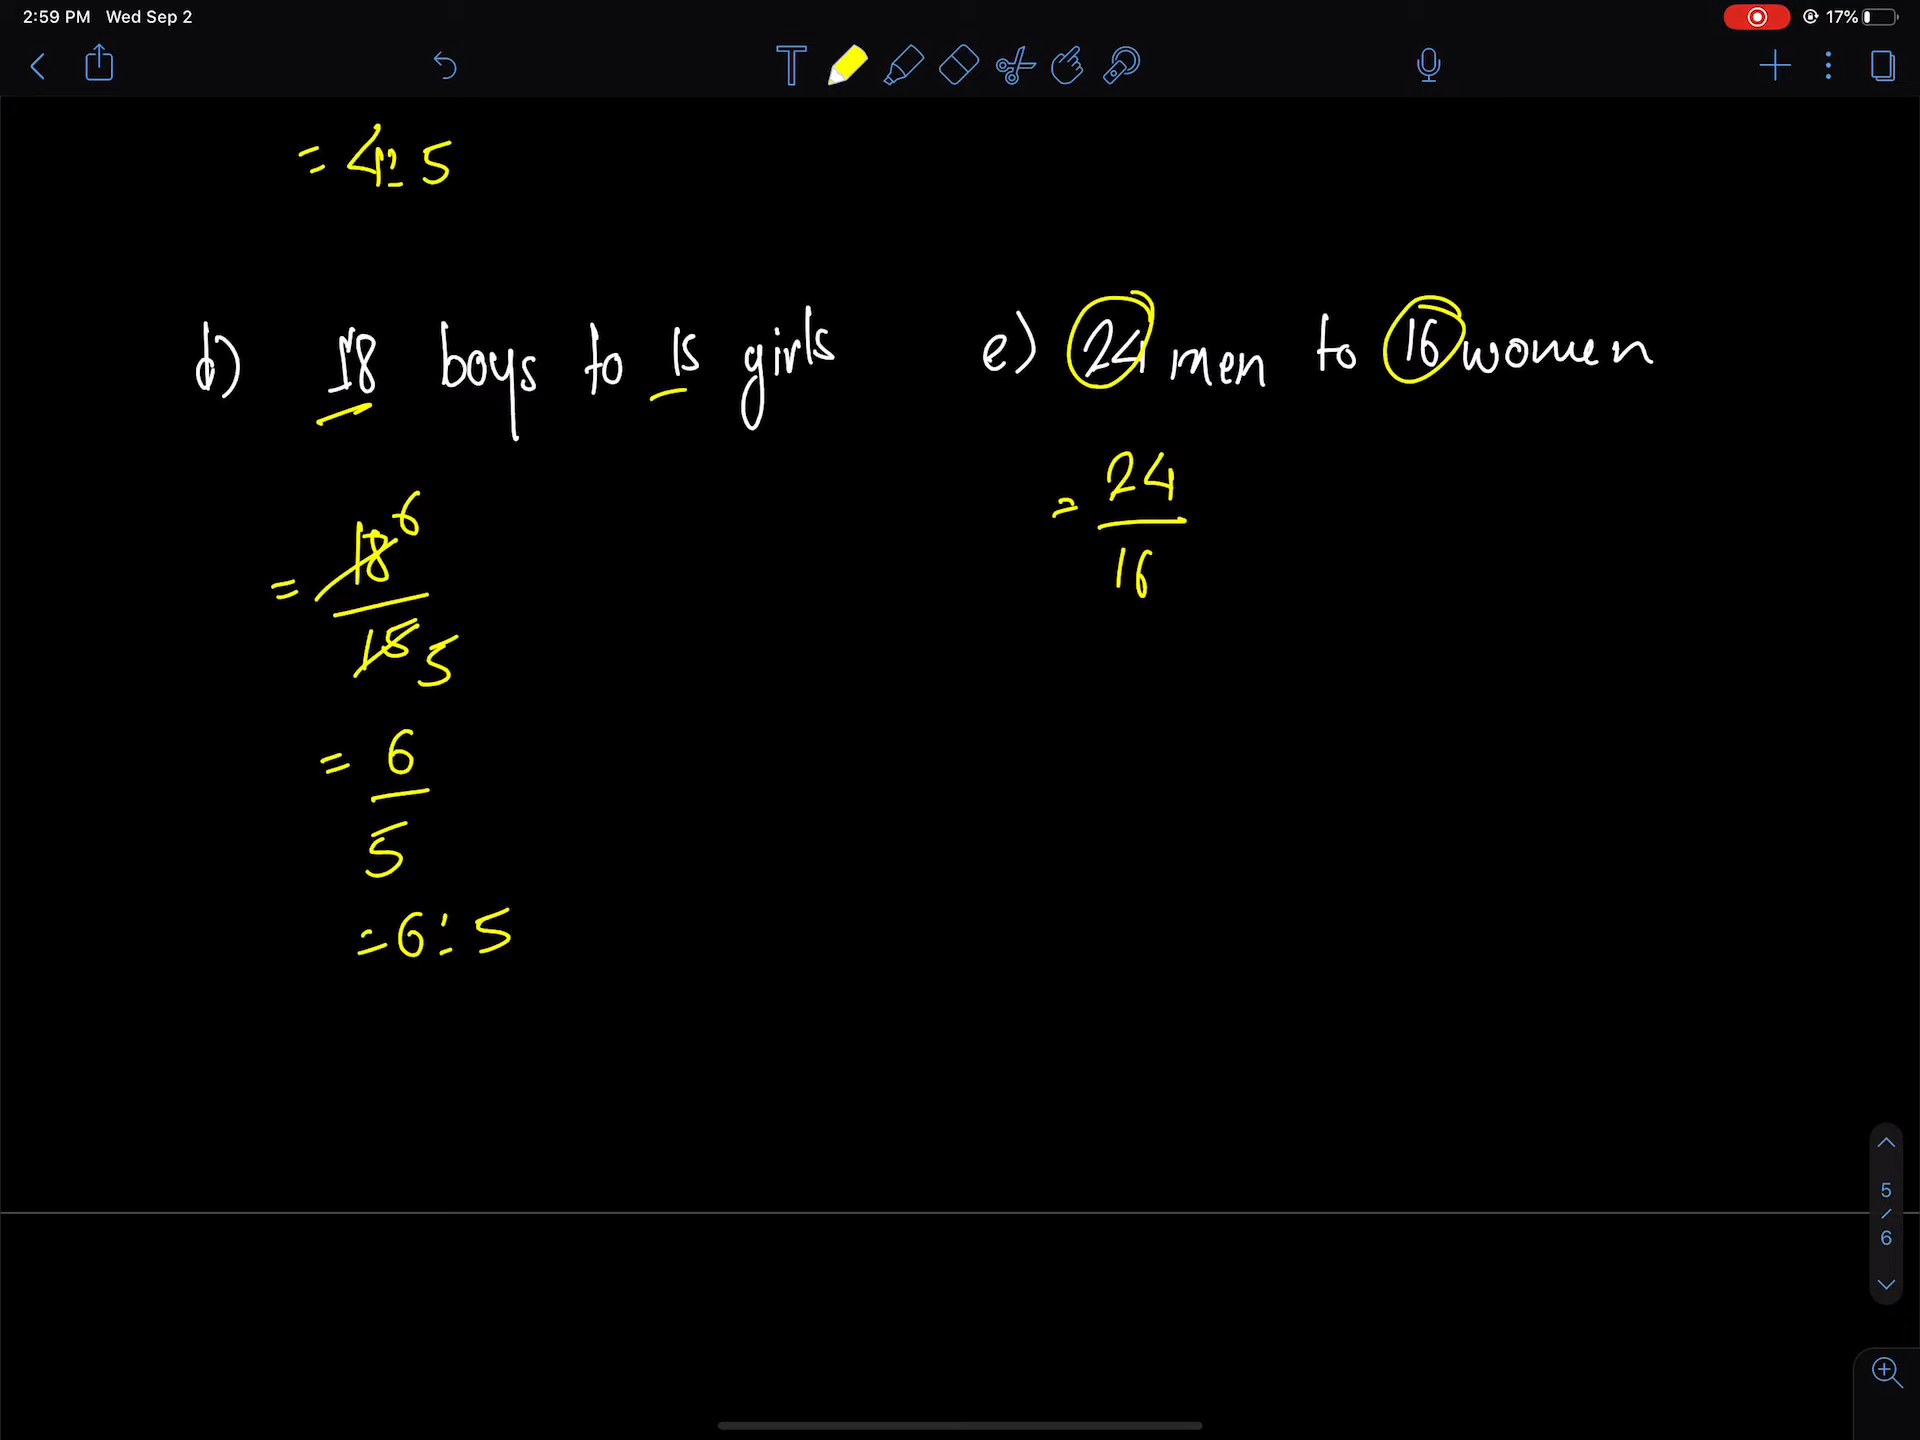 2:59 PM Wed Sep 2
17%
T
= 4:5
d) 18 boys to 15 girls
= 18 6
15 5
= 6
5
= 6:5
e) 24 men to 16 women
= 24
16
5
/
6